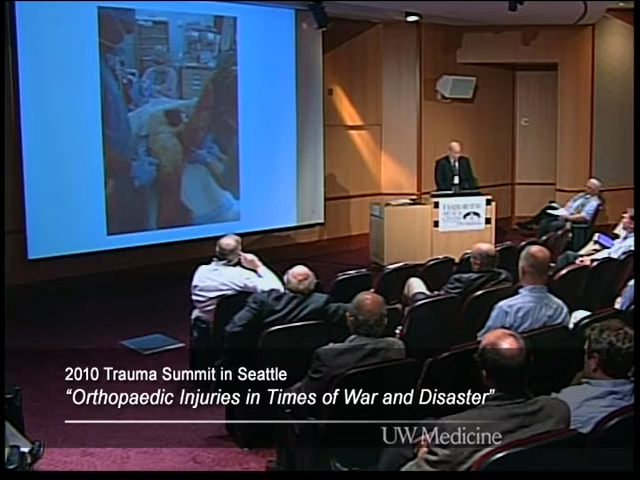 2010 Trauma Summit in Seattle
“Orthopaedic Injuries in Times of War and Disaster”
UW Medicine